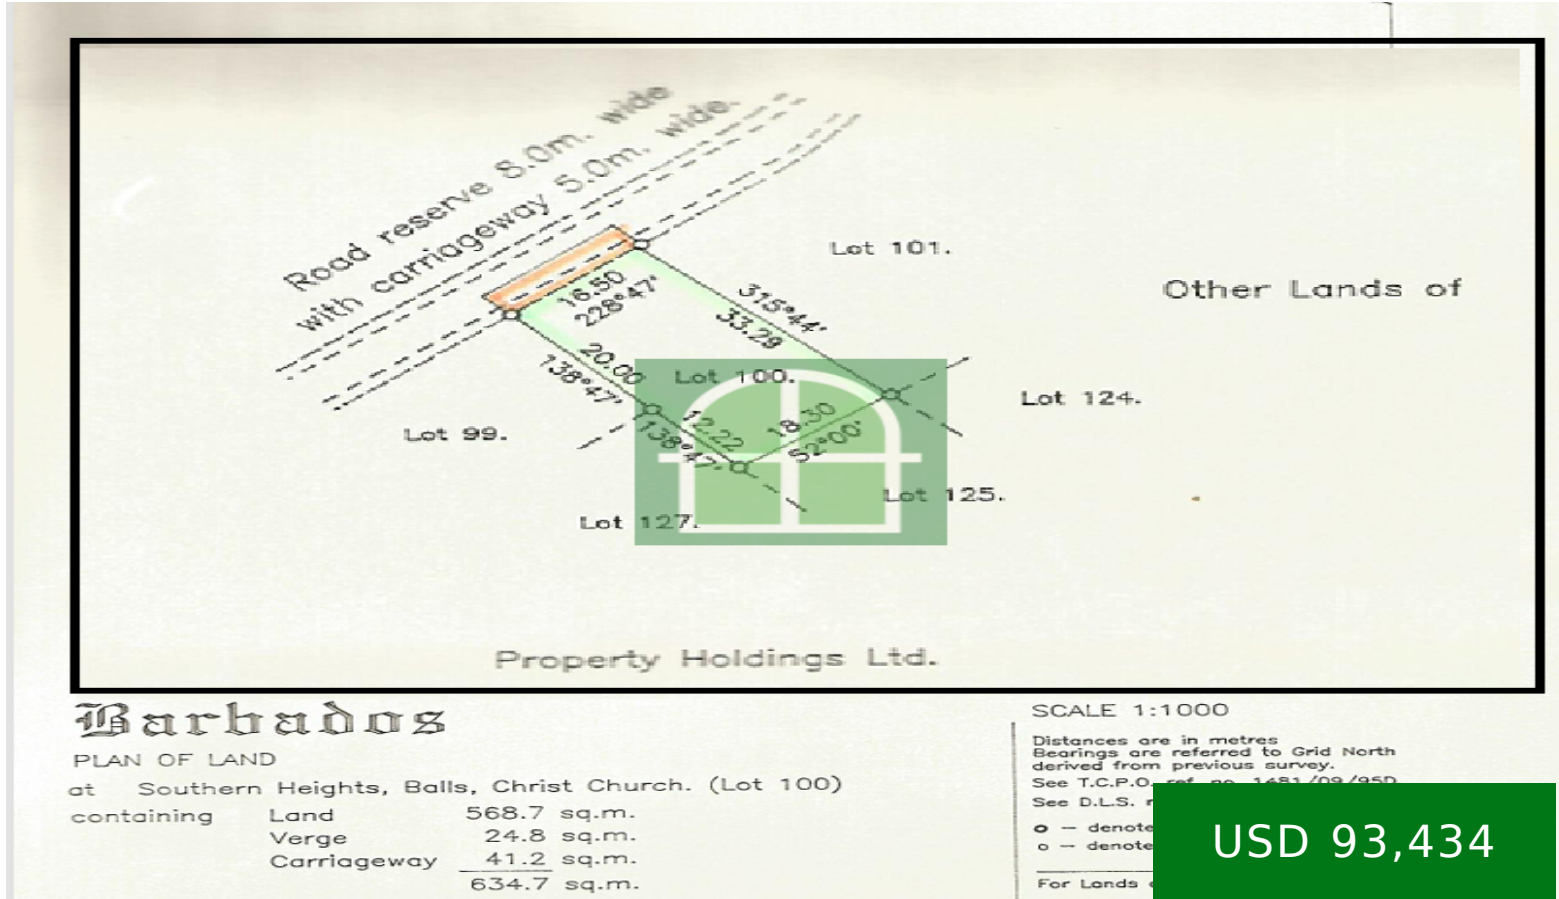 Road reserve 8.0m. wide
with carriageway 5.0m. wide.
Lot 101.
Other Lands of
16.50
228°47'
315°44'
33.29
20.00
138°47'
Lot 100.
Lot 124.
Lot 99.
12.22
138°47'
18.30
52°00'
Lot 125.
Lot 127.
Property Holdings Ltd.
Barbados
PLAN OF LAND
at Southern Heights, Balls, Christ Church. (Lot 100)
containing Land 568.7 sq.m.
Verge 24.8 sq.m.
Carriageway 41.2 sq.m.
634.7 sq.m.
SCALE 1:1000
Distances are in metres
Bearings are referred to Grid North
derived from previous survey.
See T.C.P.O. ref. no. 1481/09/95D
See D.L.S.
o — denote
o — denote
For Lands
USD 93,434